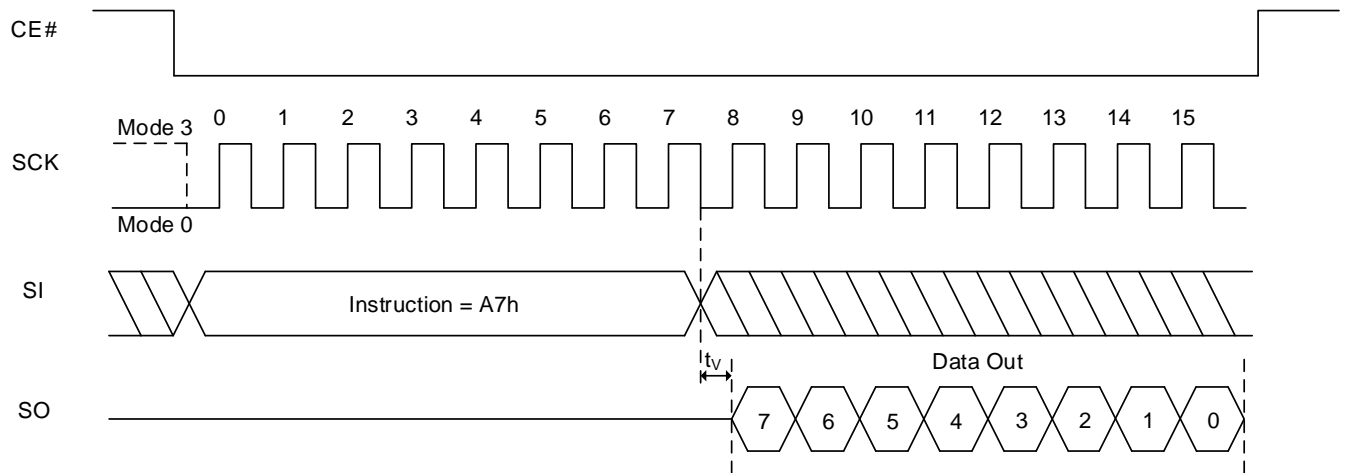 CE#
Mode 3
0 1 2 3 4 5 6 7 8 9 10 11 12 13 14 15
SCK
Mode 0
SI
Instruction = A7h
tV
Data Out
SO
7 6 5 4 3 2 1 0